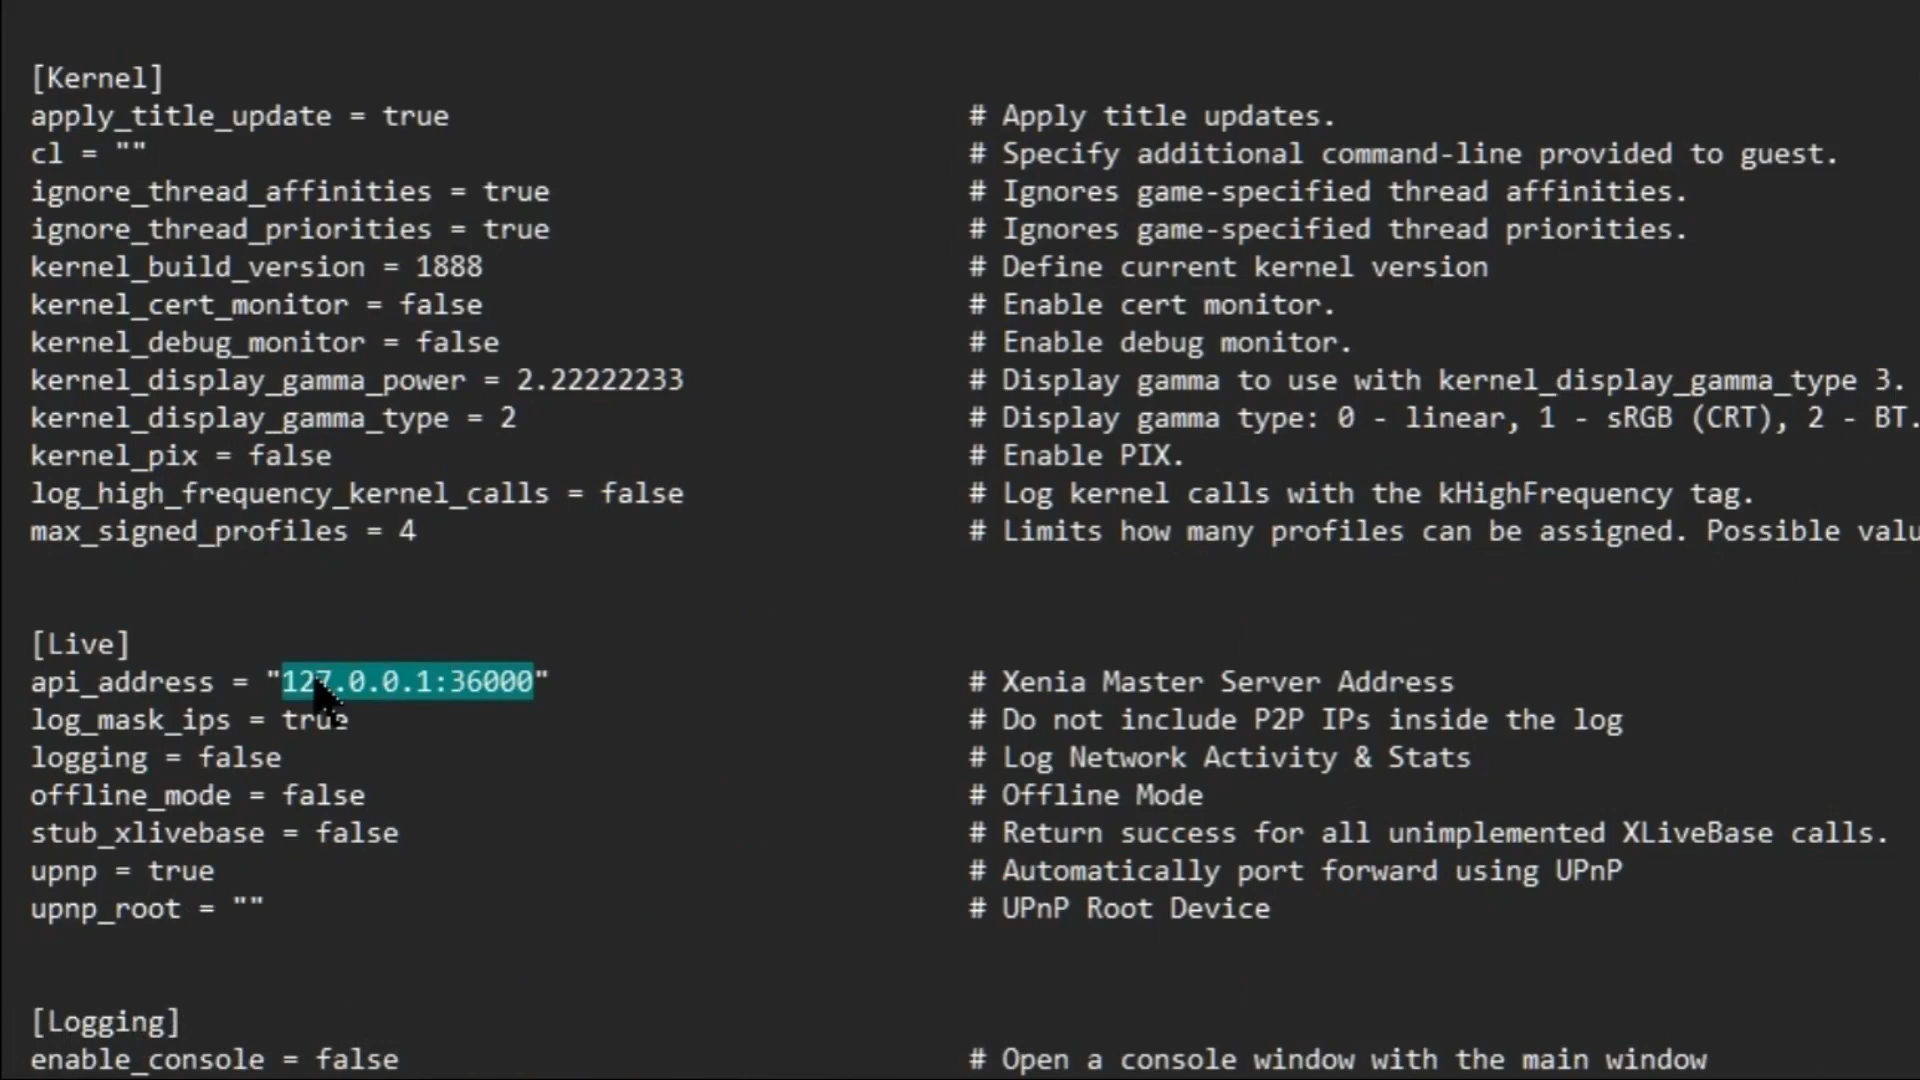 [Kernel]
apply_title_update = true # Apply title updates.
cl = "" # Specify additional command-line provided to guest.
ignore_thread_affinities = true # Ignores game-specified thread affinities.
ignore_thread_priorities = true # Ignores game-specified thread priorities.
kernel_build_version = 1888 # Define current kernel version
kernel_cert_monitor = false # Enable cert monitor.
kernel_debug_monitor = false # Enable debug monitor.
kernel_display_gamma_power = 2.22222233 # Display gamma to use with kernel_display_gamma_type 3.
kernel_display_gamma_type = 2 # Display gamma type: 0 - linear, 1 - sRGB (CRT), 2 - BT.
kernel_pix = false # Enable PIX.
log_high_frequency_kernel_calls = false # Log kernel calls with the kHighFrequency tag.
max_signed_profiles = 4 # Limits how many profiles can be assigned. Possible valu
[Live]
api_address = "127.0.0.1:36000" # Xenia Master Server Address
log_mask_ips = true # Do not include P2P IPs inside the log
logging = false # Log Network Activity & Stats
offline_mode = false # Offline Mode
stub_xlivebase = false # Return success for all unimplemented XLiveBase calls.
upnp = true # Automatically port forward using UPnP
upnp_root = "" # UPnP Root Device
[Logging]
enable_console = false # Open a console window with the main window